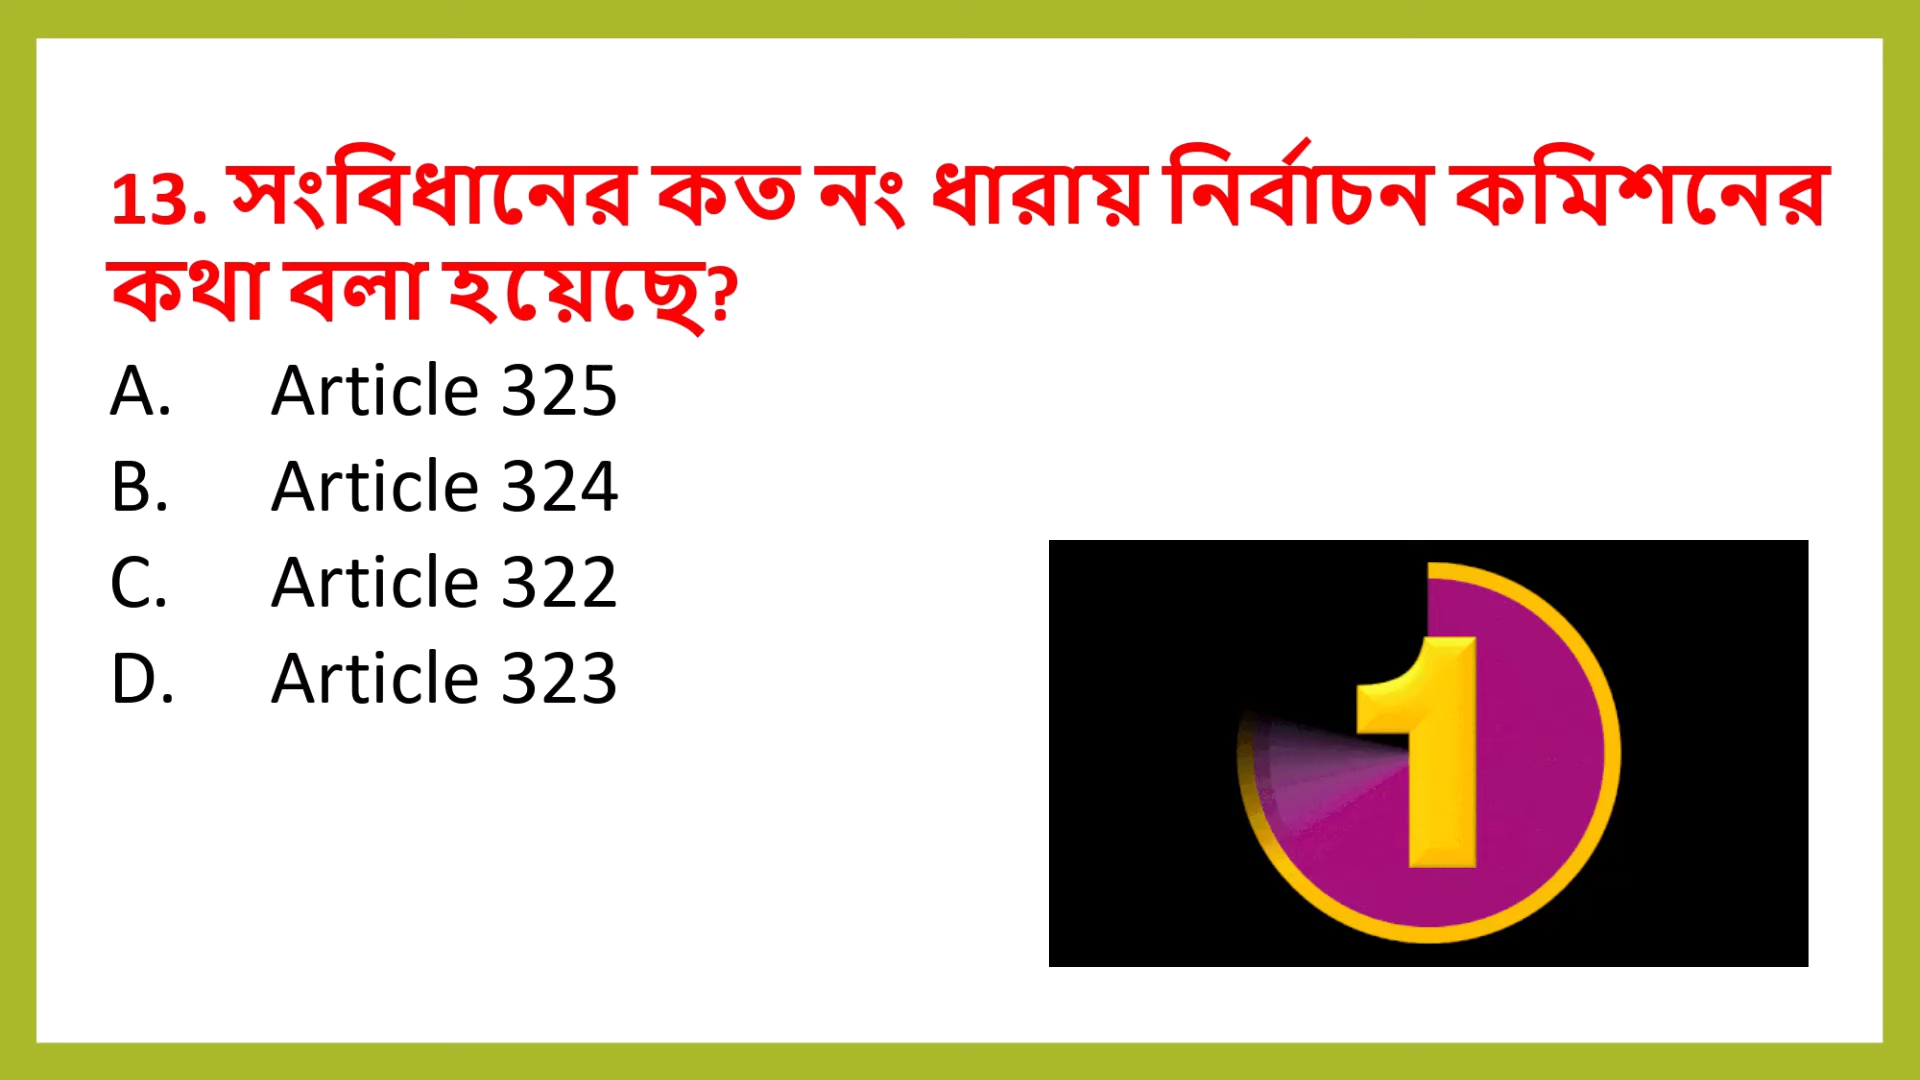 13. সংবিধানের কত নং ধারায় নির্বাচন কমিশনের
কথা বলা হয়েছে?
A. Article 325
B. Article 324
C. Article 322
D. Article 323
1